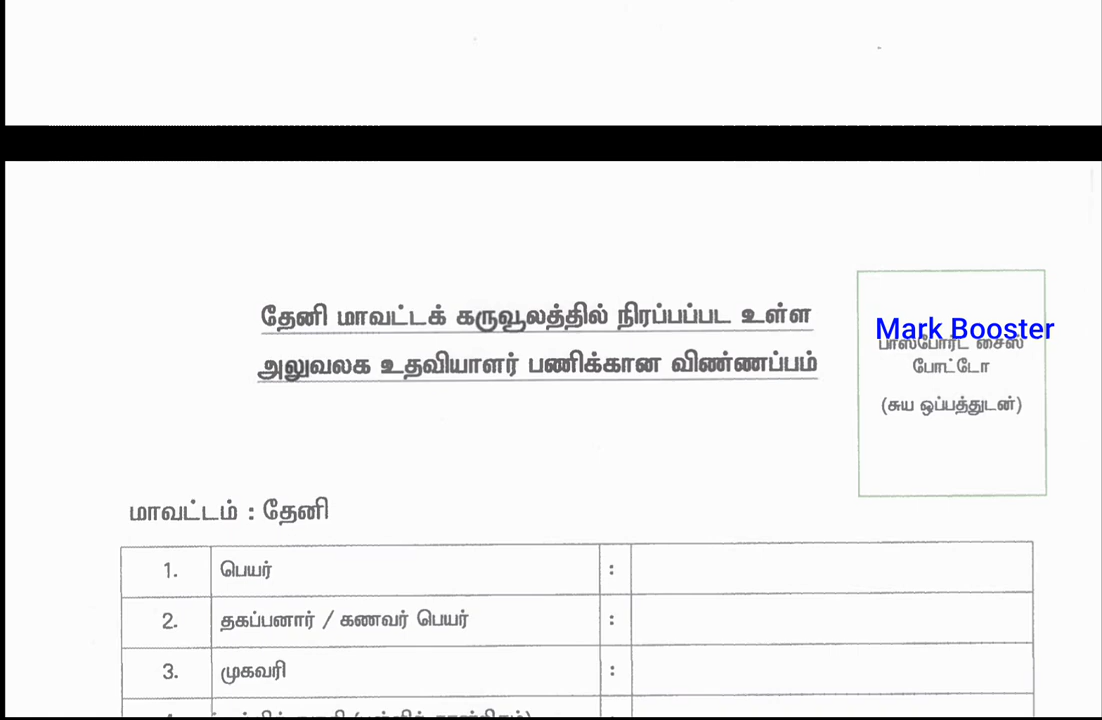 தேனி மாவட்டக் கருவூலத்தில் நிரப்பப்பட உள்ள
அலுவலக உதவியாளர் பணிக்கான விண்ணப்பம்
Mark Booster
பாஸ்போர்ட் சைஸ்
போட்டோ
(சுய ஒப்பத்துடன்)
மாவட்டம் : தேனி
1. பெயர் :
2. தகப்பனார் / கணவர் பெயர் :
3. முகவரி :